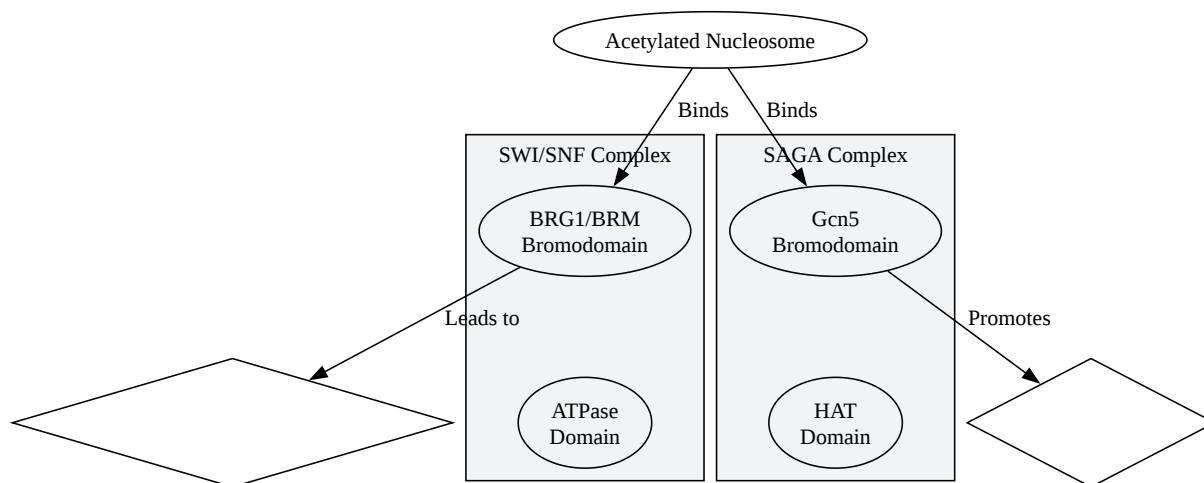 Acetylated Nucleosome
Binds
Binds
SWI/SNF Complex
SAGA Complex
BRG1/BRM
Bromodomain
Gcn5
Bromodomain
Leads to
Promotes
ATPase
Domain
HAT
Domain